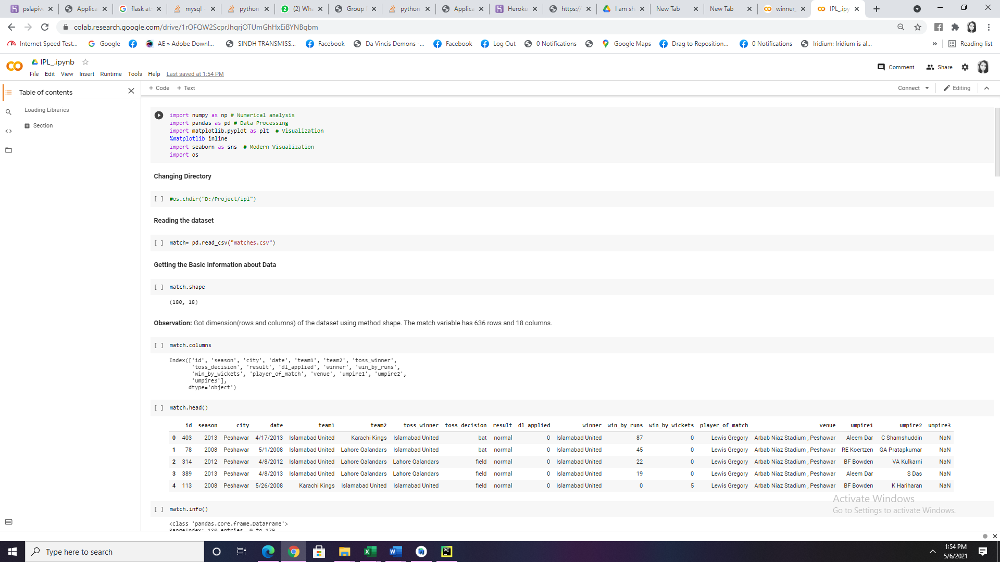 pslapiv
Applica
flask at
mysql -
python
(2) Wha
Group
python
Applica
Heroku
https:/
I am sh
New Tab
New Tab
winner_
IPL_.ipy
colab.research.google.com/drive/1rOFQW2ScprJhqrjOTUmGhHxEiBYNBqbm
Internet Speed Test...
Google
AE » Adobe Downl...
SINDH TRANSMISS...
Facebook
Da Vincis Demons -...
Facebook
Log Out
0 Notifications
Google Maps
Drag to Reposition...
0 Notifications
Iridium: Iridium is al...
»
Reading list
IPL_.ipynb
File Edit View Insert Runtime Tools Help Last saved at 1:54 PM
Comment
Share
Table of contents
Loading Libraries
Section
+ Code + Text
Connect
Editing
import numpy as np # Numerical analysis
import pandas as pd # Data Processing
import matplotlib.pyplot as plt  # Visualization
%matplotlib inline
import seaborn as sns  # Modern Visualization
import os
Changing Directory
[ ] #os.chdir("D:/Project/ipl")
Reading the dataset
[ ] match= pd.read_csv("matches.csv")
Getting the Basic Information about Data
[ ] match.shape
(180, 18)
Observation: Got dimension(rows and columns) of the dataset using method shape. The match variable has 636 rows and 18 columns.
[ ] match.columns
Index(['id', 'season', 'city', 'date', 'team1', 'team2', 'toss_winner',
'toss_decision', 'result', 'dl_applied', 'winner', 'win_by_runs',
'win_by_wickets', 'player_of_match', 'venue', 'umpire1', 'umpire2',
'umpire3'],
dtype='object')
[ ] match.head()
id season city date team1 team2 toss_winner toss_decision result dl_applied winner win_by_runs win_by_wickets player_of_match venue umpire1 umpire2 umpire3
0 403 2013 Peshawar 4/17/2013 Islamabad United Karachi Kings Islamabad United bat normal 0 Islamabad United 87 0 Lewis Gregory Arbab Niaz Stadium , Peshawar Aleem Dar C Shamshuddin NaN
1 78 2008 Peshawar 5/1/2008 Islamabad United Lahore Qalandars Islamabad United bat normal 0 Islamabad United 45 0 Lewis Gregory Arbab Niaz Stadium , Peshawar RE Koertzen GA Pratapkumar NaN
2 314 2012 Peshawar 4/8/2012 Islamabad United Lahore Qalandars Lahore Qalandars field normal 0 Islamabad United 22 0 Lewis Gregory Arbab Niaz Stadium , Peshawar BF Bowden VA Kulkarni NaN
3 389 2013 Peshawar 4/8/2013 Islamabad United Lahore Qalandars Lahore Qalandars field normal 0 Islamabad United 19 0 Lewis Gregory Arbab Niaz Stadium , Peshawar Aleem Dar S Das NaN
4 113 2008 Peshawar 5/26/2008 Karachi Kings Islamabad United Islamabad United field normal 0 Islamabad United 0 5 Lewis Gregory Arbab Niaz Stadium , Peshawar BF Bowden K Hariharan NaN
Activate Windows
Go to Settings to activate Windows.
[ ] match.info()
<class 'pandas.core.frame.DataFrame'>
RangeIndex: 180 entries, 0 to 179
Type here to search
1:54 PM
5/6/2021